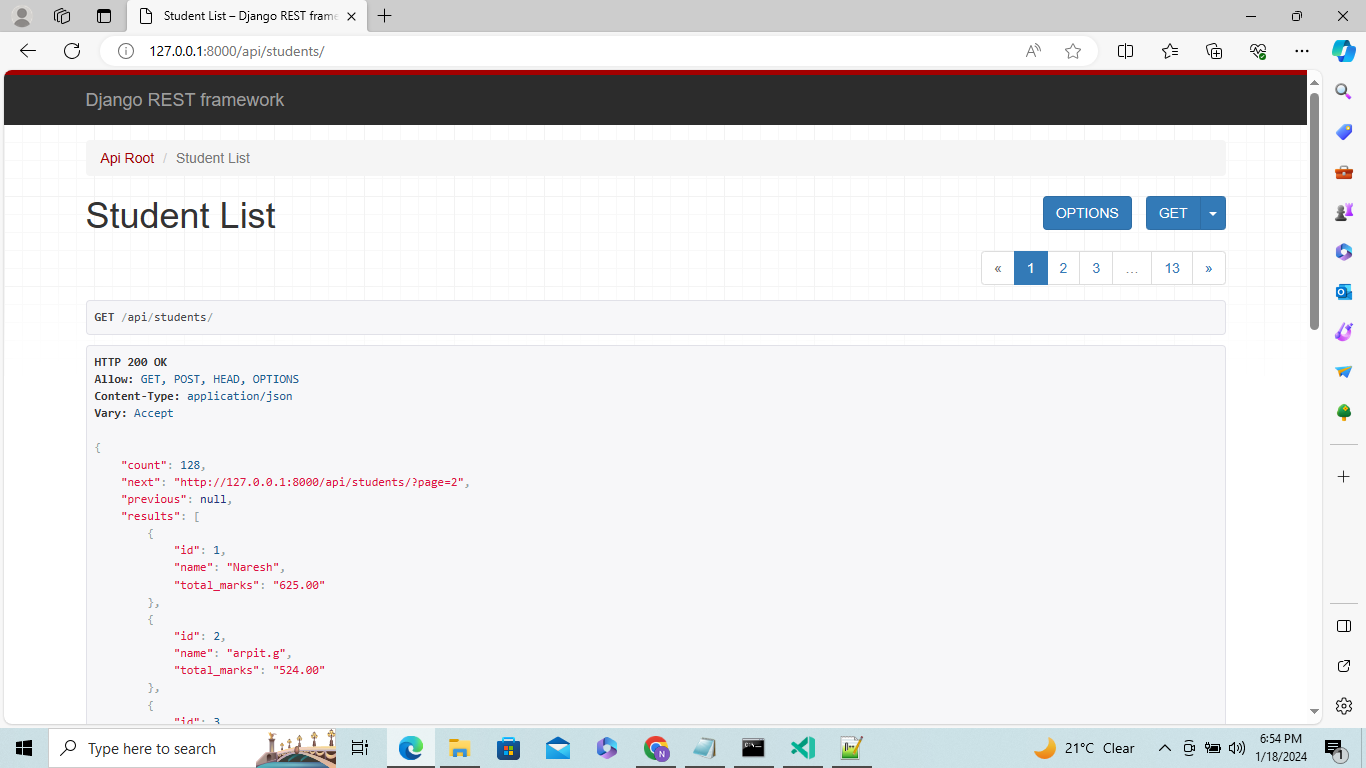 Student List – Django REST frame
127.0.0.1:8000/api/students/
Django REST framework
Api Root / Student List
Student List
OPTIONS
GET
« 1 2 3 … 13 »
GET /api/students/
HTTP 200 OK
Allow: GET, POST, HEAD, OPTIONS
Content-Type: application/json
Vary: Accept
{
"count": 128,
"next": "http://127.0.0.1:8000/api/students/?page=2",
"previous": null,
"results": [
{
"id": 1,
"name": "Naresh",
"total_marks": "625.00"
},
{
"id": 2,
"name": "arpit.g",
"total_marks": "524.00"
},
{
"id": 3
Type here to search
21°C Clear
6:54 PM
1/18/2024
1